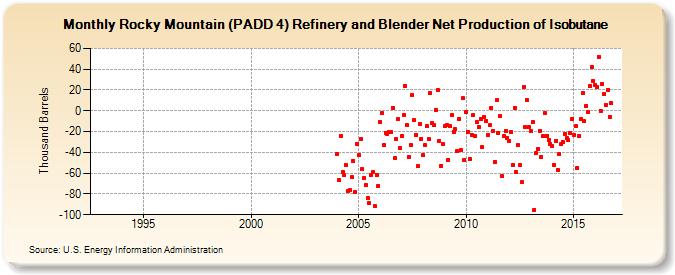 Monthly Rocky Mountain (PADD 4) Refinery and Blender Net Production of Isobutane
Thousand Barrels
60
40
20
0
-20
-40
-60
-80
-100
1995 2000 2005 2010 2015
Source: U.S. Energy Information Administration